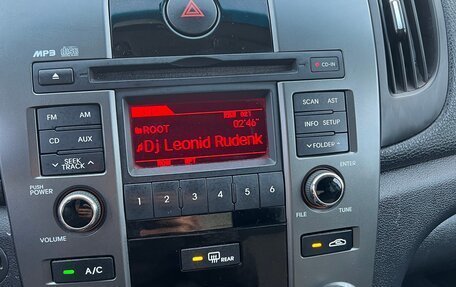 MP3
CD-IN
FM AM
CD AUX
SEEK
TRACK
PUSH
POWER
VOLUME
ROOT 02'46"
Dj Leonid Rudenk
RPT
1 2 3 4 5 6
SCAN AST
INFO SETUP
FOLDER
ENTER
FILE TUNE
A/C
REAR